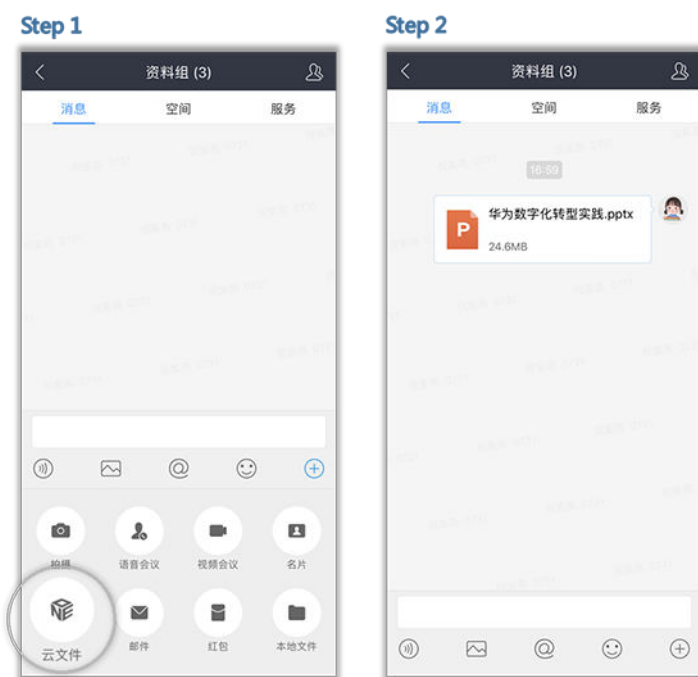 Step 1
Step 2
资料组 (3)
消息
空间
服务
拍摄
语音会议
视频会议
名片
NE
云文件
邮件
红包
本地文件
资料组 (3)
消息
空间
服务
16:59
P
华为数字化转型实践.pptx
24.6MB